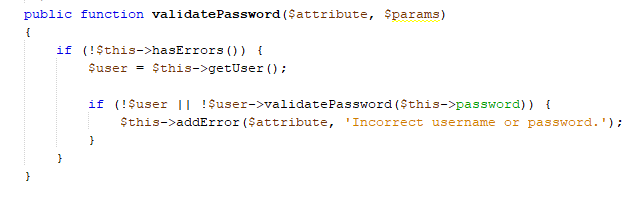 public function validatePassword($attribute, $params)
{
if (!$this->hasErrors()) {
$user = $this->getUser();
if (!$user || !$user->validatePassword($this->password)) {
$this->addError($attribute, 'Incorrect username or password.');
}
}
}